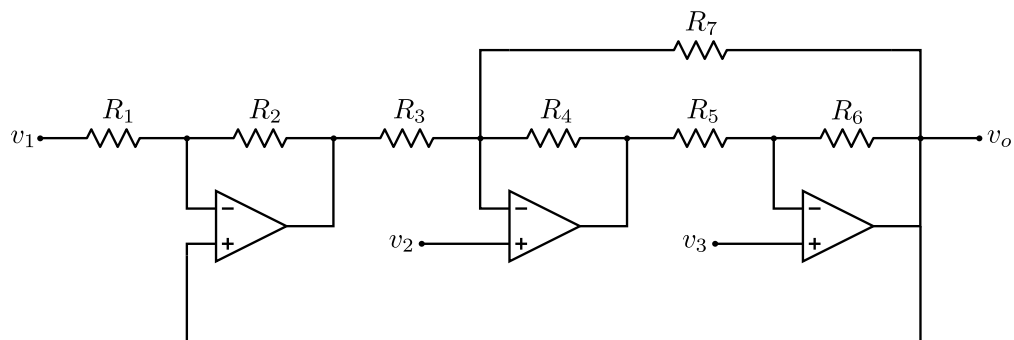 R₇
R₁ R₂ R₃ R₄ R₅ R₆
v₁ vₒ
− − −
v₂ v₃
+ + +